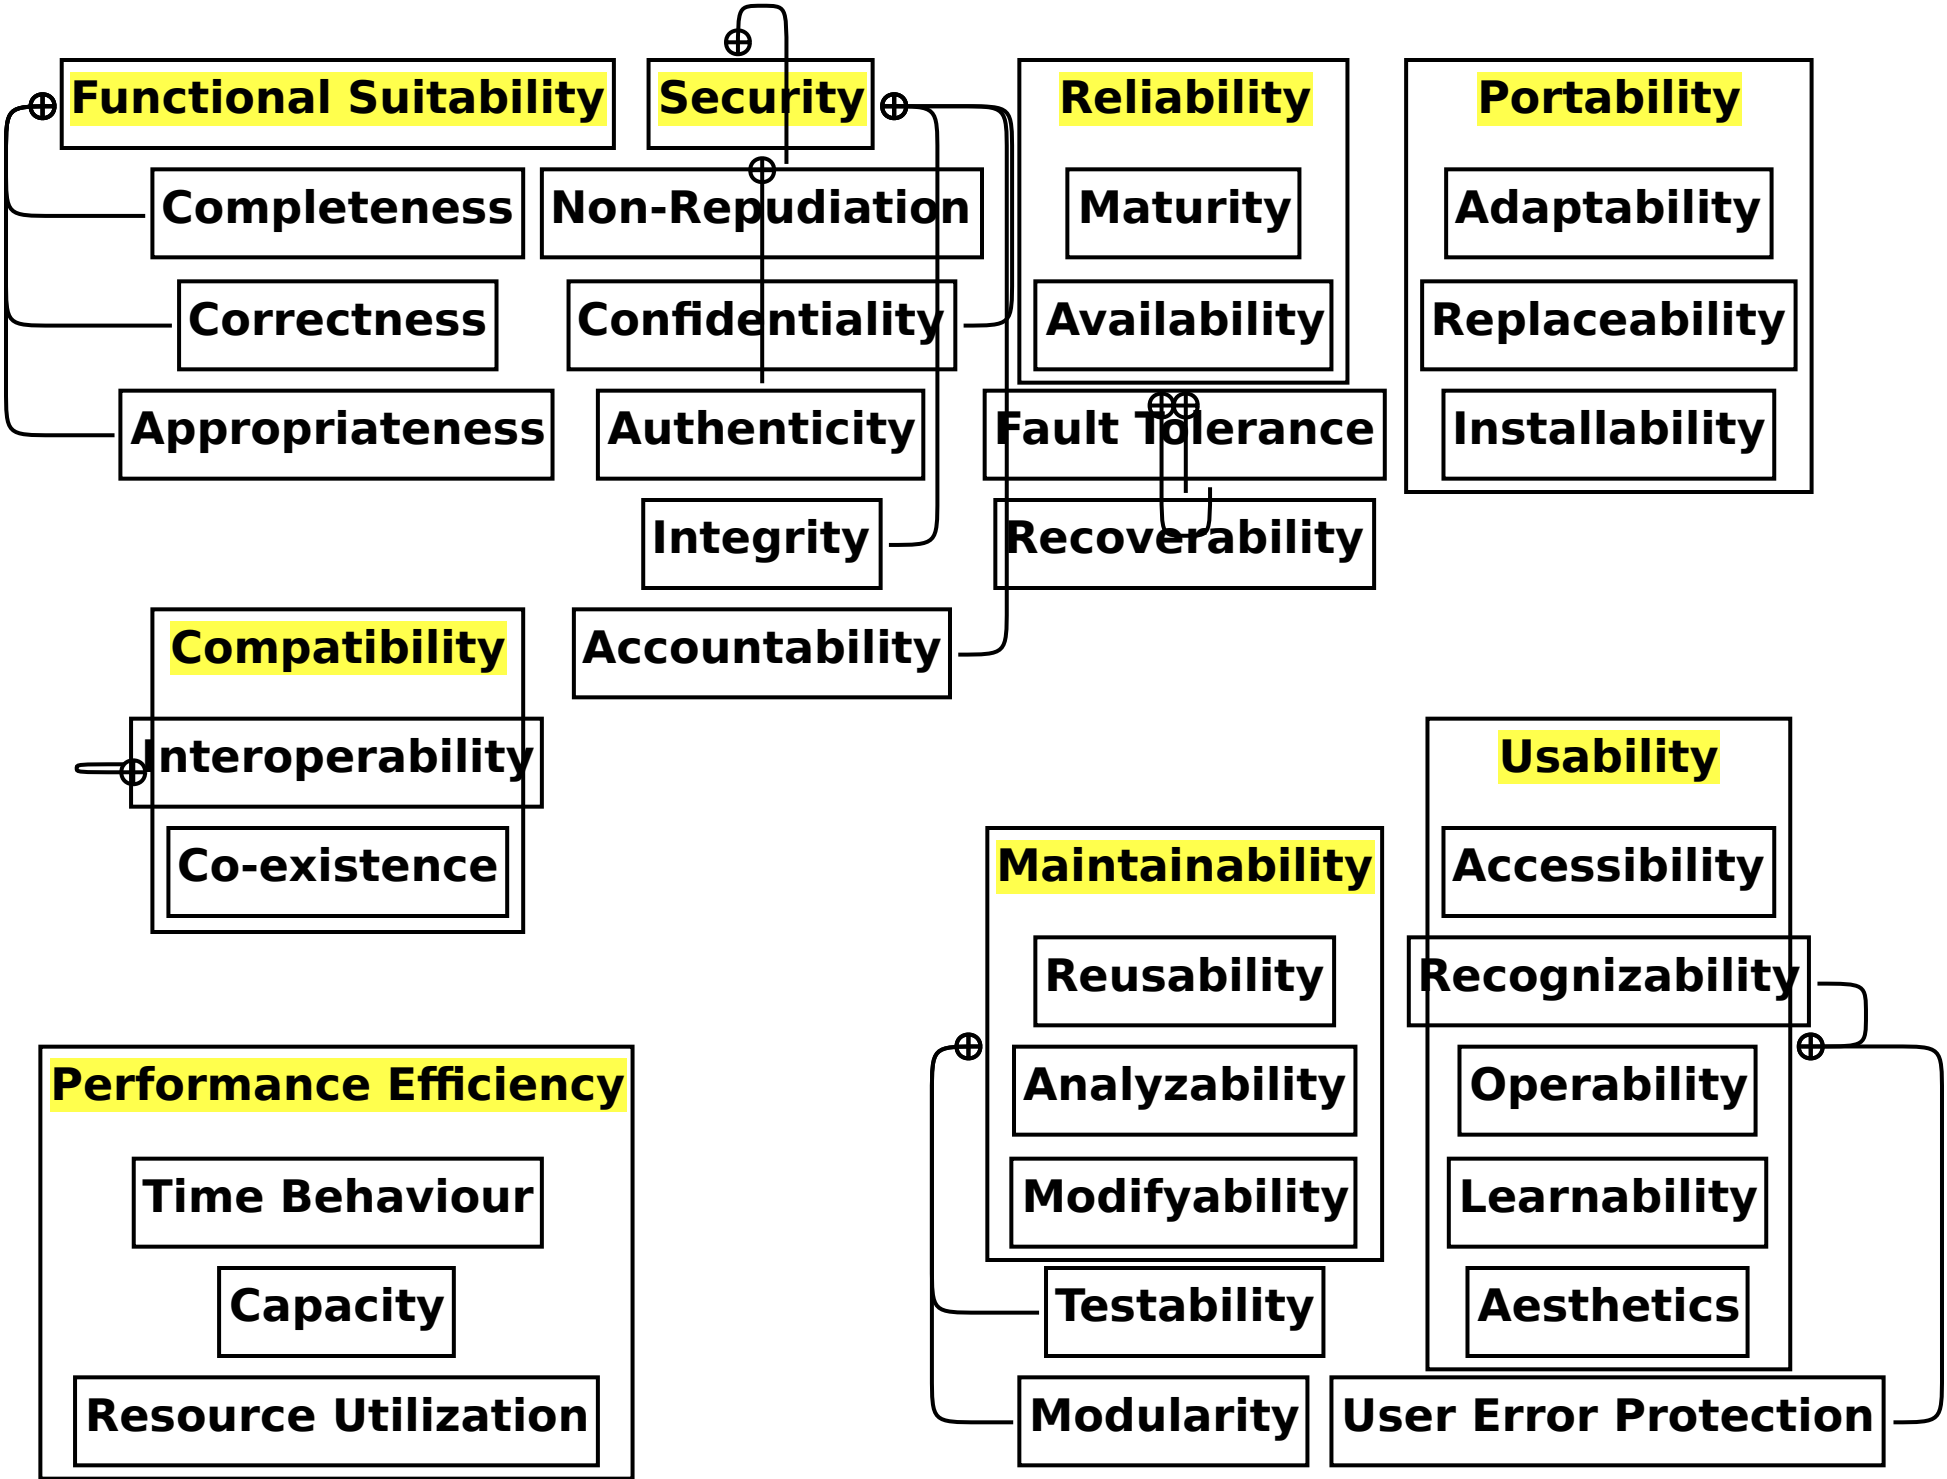 Functional Suitability
Completeness
Correctness
Appropriateness
Security
Non-Repudiation
Confidentiality
Authenticity
Integrity
Accountability
Reliability
Maturity
Availability
Fault Tolerance
Recoverability
Portability
Adaptability
Replaceability
Installability
Compatibility
Interoperability
Co-existence
Performance Efficiency
Time Behaviour
Capacity
Resource Utilization
Maintainability
Reusability
Analyzability
Modifyability
Testability
Modularity
Usability
Accessibility
Recognizability
Operability
Learnability
Aesthetics
User Error Protection